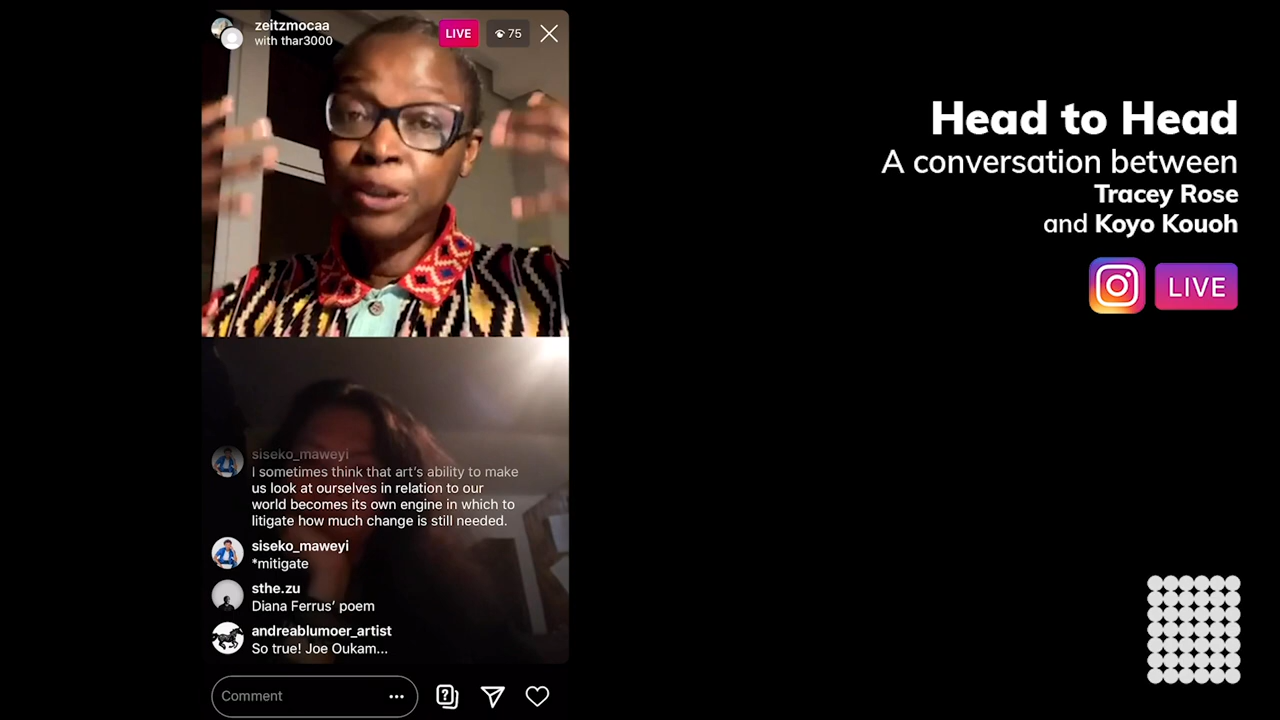 zeitzmocaa
with thar3000
LIVE
75
Head to Head
A conversation between
Tracey Rose
and Koyo Kouoh
LIVE
siseko_maweyi
I sometimes think that art's ability to make
us look at ourselves in relation to our
world becomes its own engine in which to
litigate how much change is still needed.
siseko_maweyi
*mitigate
sthe.zu
Diana Ferrus' poem
andreablumoer_artist
So true! Joe Oukam...
Comment